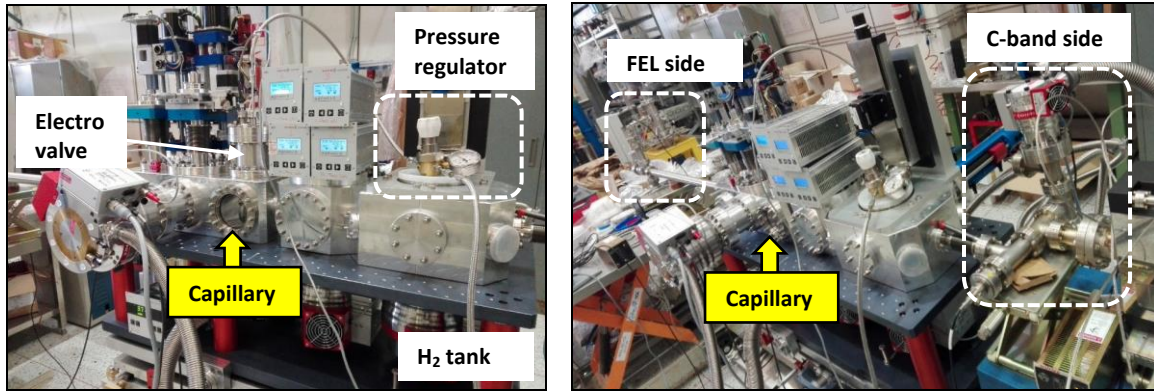 Pressure
regulator
Electro
valve
Capillary
H₂ tank
FEL side
C-band side
Capillary